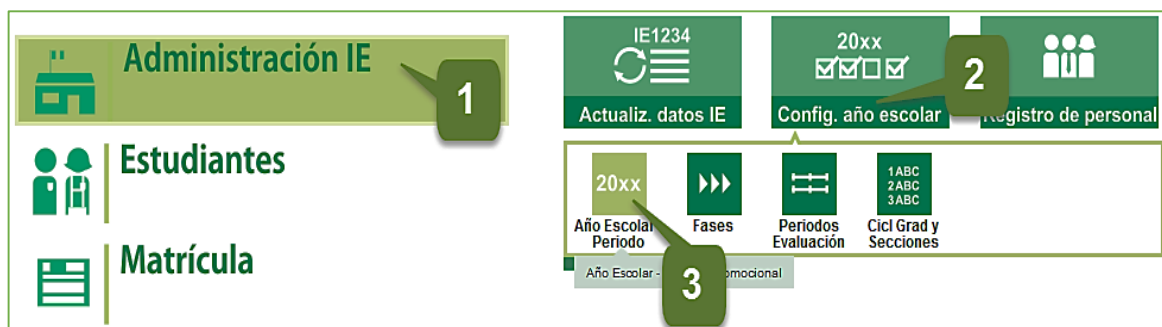 Administración IE
1
Estudiantes
Matrícula
IE1234
Actualiz. datos IE
20xx
Config. año escolar
2
Registro de personal
20xx
Año Escolar
Periodo
Fases
Periodos
Evaluación
1ABC
2ABC
3ABC
Cicl Grad y
Secciones
Año Escolar -
omocional
3